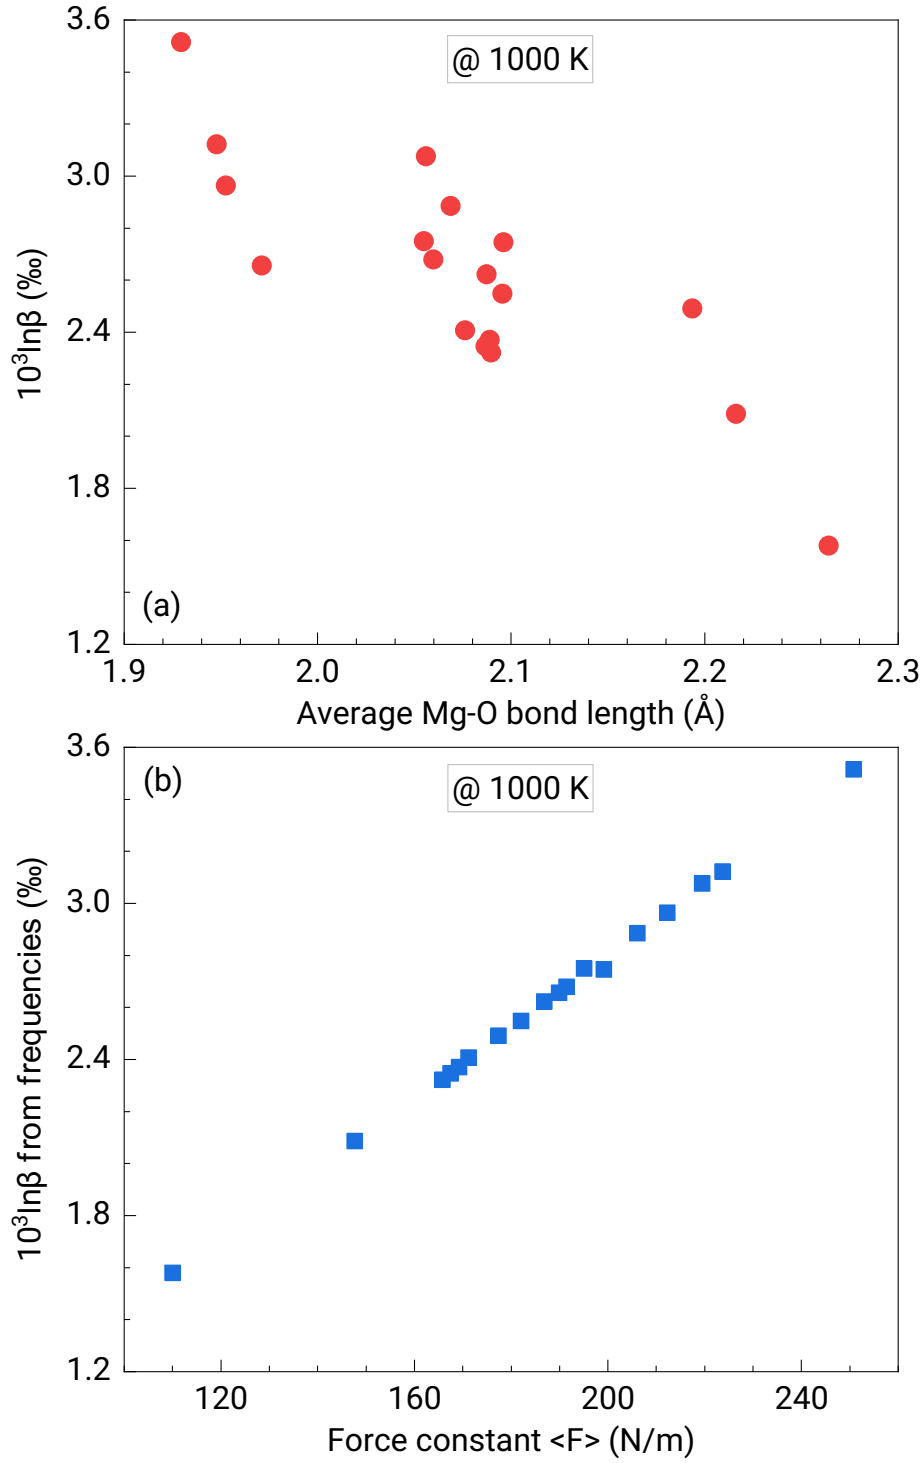 3.6
@ 1000 K
3.0
2.4
1.8
1.2
10³lnβ (‰)
(a)
1.9 2.0 2.1 2.2 2.3
Average Mg-O bond length (Å)
3.6
(b)
@ 1000 K
3.0
2.4
1.8
1.2
10³lnβ from frequencies (‰)
120 160 200 240
Force constant <F> (N/m)